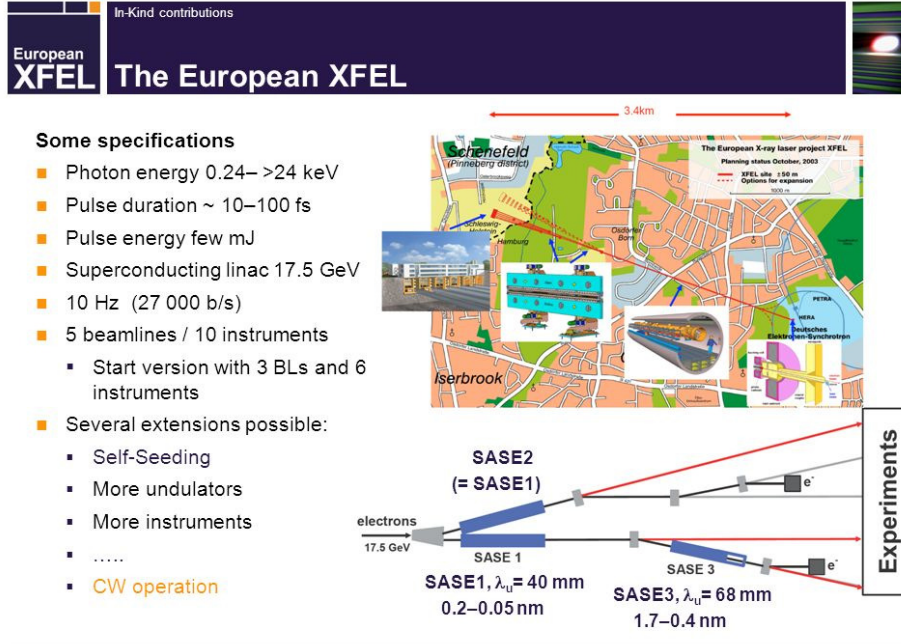 In-Kind contributions
European
XFEL
The European XFEL
Some specifications
Photon energy 0.24– >24 keV
Pulse duration ~ 10–100 fs
Pulse energy few mJ
Superconducting linac 17.5 GeV
10 Hz (27 000 b/s)
5 beamlines / 10 instruments
Start version with 3 BLs and 6
instruments
Several extensions possible:
Self-Seeding
More undulators
More instruments
.....
CW operation
3.4km
Schenefeld
(Pinneberg district)
The European X-ray laser project XFEL
Planning status October, 2003
XFEL site ±50 m
Options for expansion
1000 m
Schleswig-
Hamburg
Osdorfer
Born
PETRA
HERA
Deutsches
Elektronen-Synchrotron
Iserbrook
SASE2
(= SASE1)
electrons
17.5 GeV
SASE 1
SASE 3
e-
e-
Experiments
SASE1, λu= 40 mm
0.2–0.05 nm
SASE3, λu= 68 mm
1.7–0.4 nm